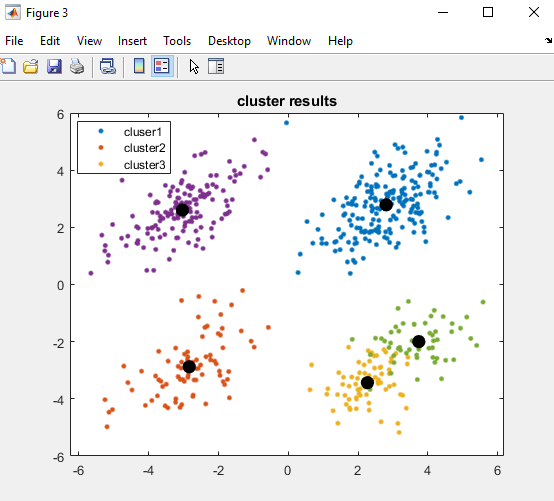 Figure 3
File Edit View Insert Tools Desktop Window Help
cluster results
cluser1
cluster2
cluster3
6
4
2
0
-2
-4
-6
-6 -4 -2 0 2 4 6